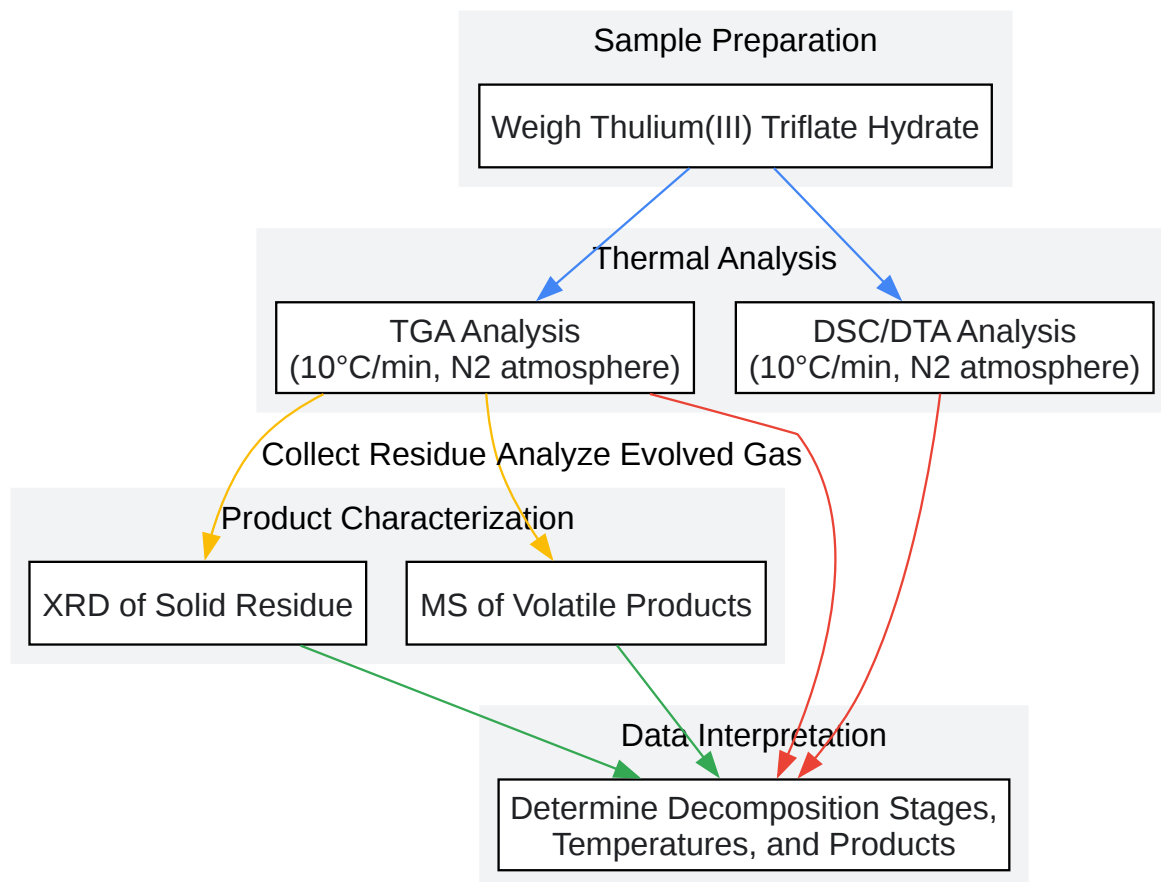 Sample Preparation
Weigh Thulium(III) Triflate Hydrate
Thermal Analysis
TGA Analysis
(10°C/min, N2 atmosphere)
DSC/DTA Analysis
(10°C/min, N2 atmosphere)
Collect Residue
Analyze Evolved Gas
Product Characterization
XRD of Solid Residue
MS of Volatile Products
Data Interpretation
Determine Decomposition Stages,
Temperatures, and Products